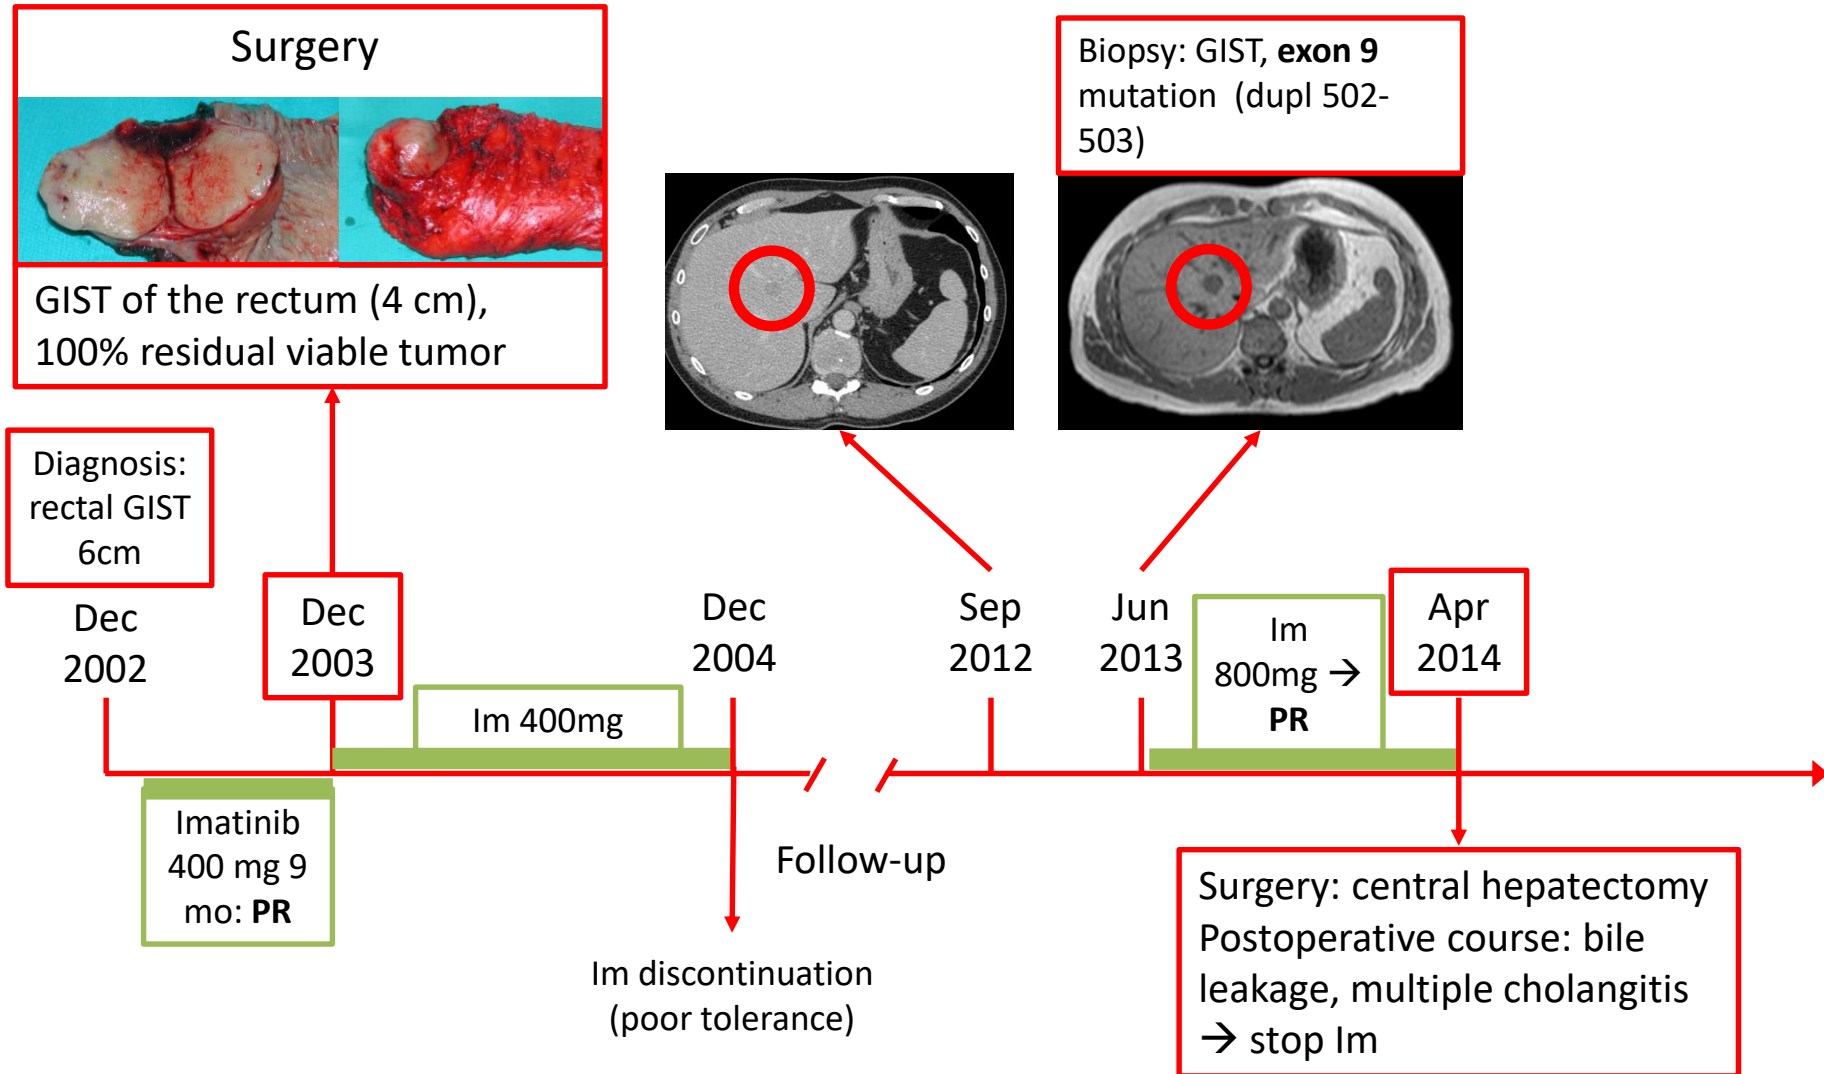 Surgery
GIST of the rectum (4 cm),
100% residual viable tumor
Biopsy: GIST, exon 9
mutation  (dupl 502-
503)
Diagnosis:
rectal GIST
6cm
Dec
2002
Dec
2003
Dec
2004
Sep
2012
Jun
2013
Im
800mg →
PR
Apr
2014
Im 400mg
Imatinib
400 mg 9
mo: PR
Follow-up
Im discontinuation
(poor tolerance)
Surgery: central hepatectomy
Postoperative course: bile
leakage, multiple cholangitis
→ stop Im